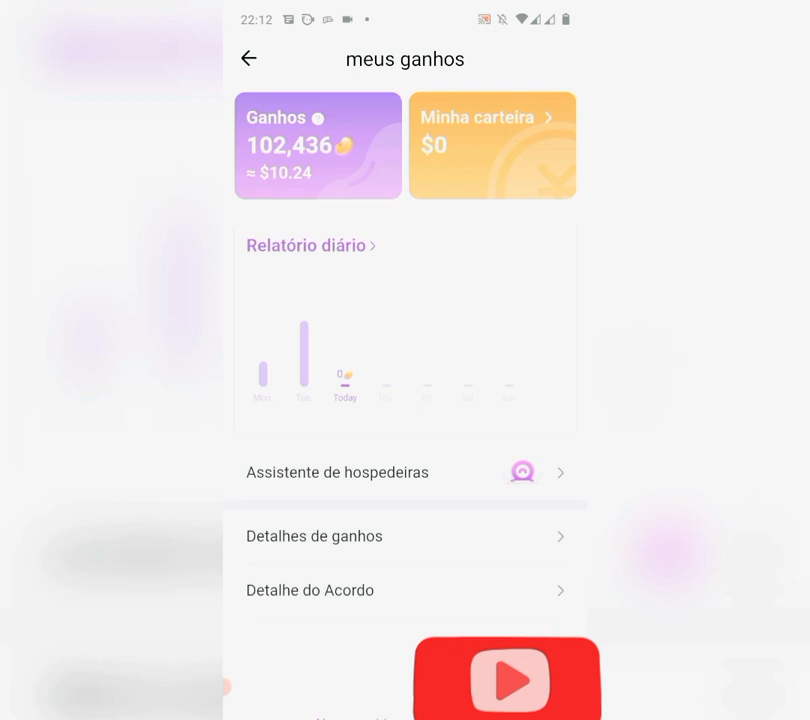 22:12
meus ganhos
Ganhos
102,436
≈ $10.24
Minha carteira
$0
Relatório diário
0
Mon.
Tue.
Today
Assistente de hospedeiras
Detalhes de ganhos
Detalhe do Acordo